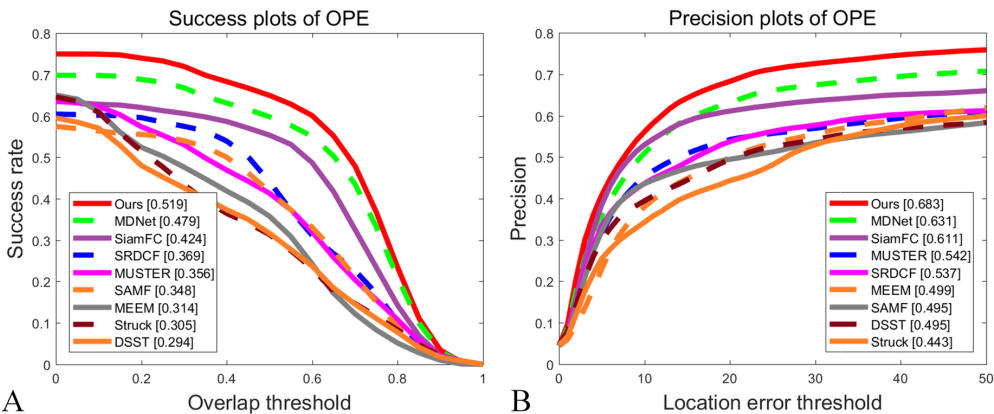 Success plots of OPE
0.8
0.7
0.6
0.5
0.4
0.3
0.2
0.1
0
Success rate
Ours [0.519]
MDNet [0.479]
SiamFC [0.424]
SRDCF [0.369]
MUSTER [0.356]
SAMF [0.348]
MEEM [0.314]
Struck [0.305]
DSST [0.294]
0 0.2 0.4 0.6 0.8 1
Overlap threshold
A
Precision plots of OPE
0.8
0.7
0.6
0.5
0.4
0.3
0.2
0.1
0
Precision
Ours [0.683]
MDNet [0.631]
SiamFC [0.611]
MUSTER [0.542]
SRDCF [0.537]
MEEM [0.499]
SAMF [0.495]
DSST [0.495]
Struck [0.443]
0 10 20 30 40 50
Location error threshold
B